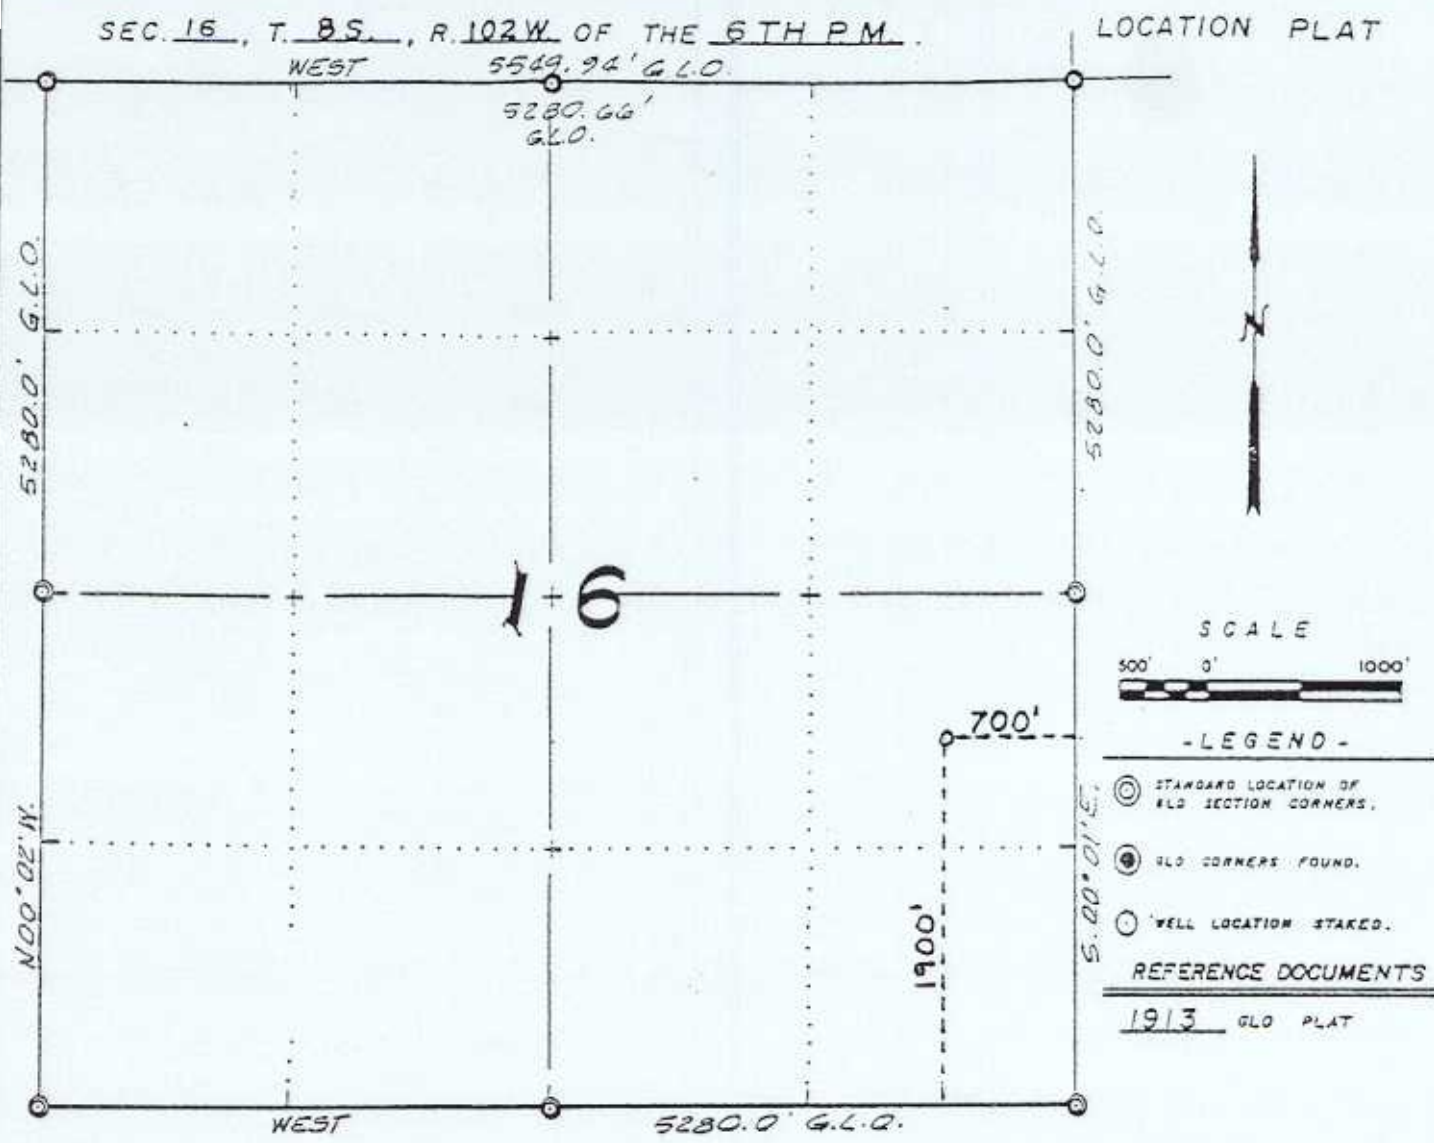 SEC. 16, T. 8S., R. 102W OF THE 6TH P.M.
LOCATION PLAT
WEST 5549.94' G.L.O.
5280.66'
G.L.O.
5280.0' G.L.O.
5280.0' G.L.O.
N
16
SCALE
500' 0' 1000'
700'
-LEGEND-
STANDARD LOCATION OF
GLO SECTION CORNERS.
GLO CORNERS FOUND.
WELL LOCATION STAKED.
N00°02'W.
1900'
S.00°01'E.
REFERENCE DOCUMENTS
1913 GLO PLAT
WEST 5280.0' G.L.O.